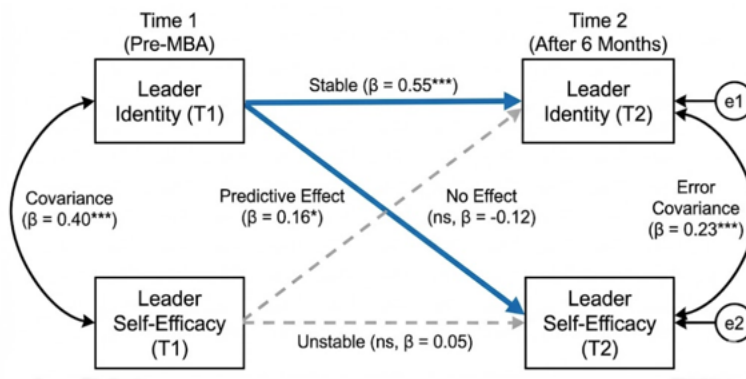 Time 1
(Pre-MBA)
Time 2
(After 6 Months)
Leader
Identity (T1)
Stable (β = 0.55***)
Leader
Identity (T2)
e1
Covariance
(β = 0.40***)
Predictive Effect
(β = 0.16*)
No Effect
(ns, β = -0.12)
Error
Covariance
(β = 0.23***)
Leader
Self-Efficacy
(T1)
Unstable (ns, β = 0.05)
Leader
Self-Efficacy
(T2)
e2